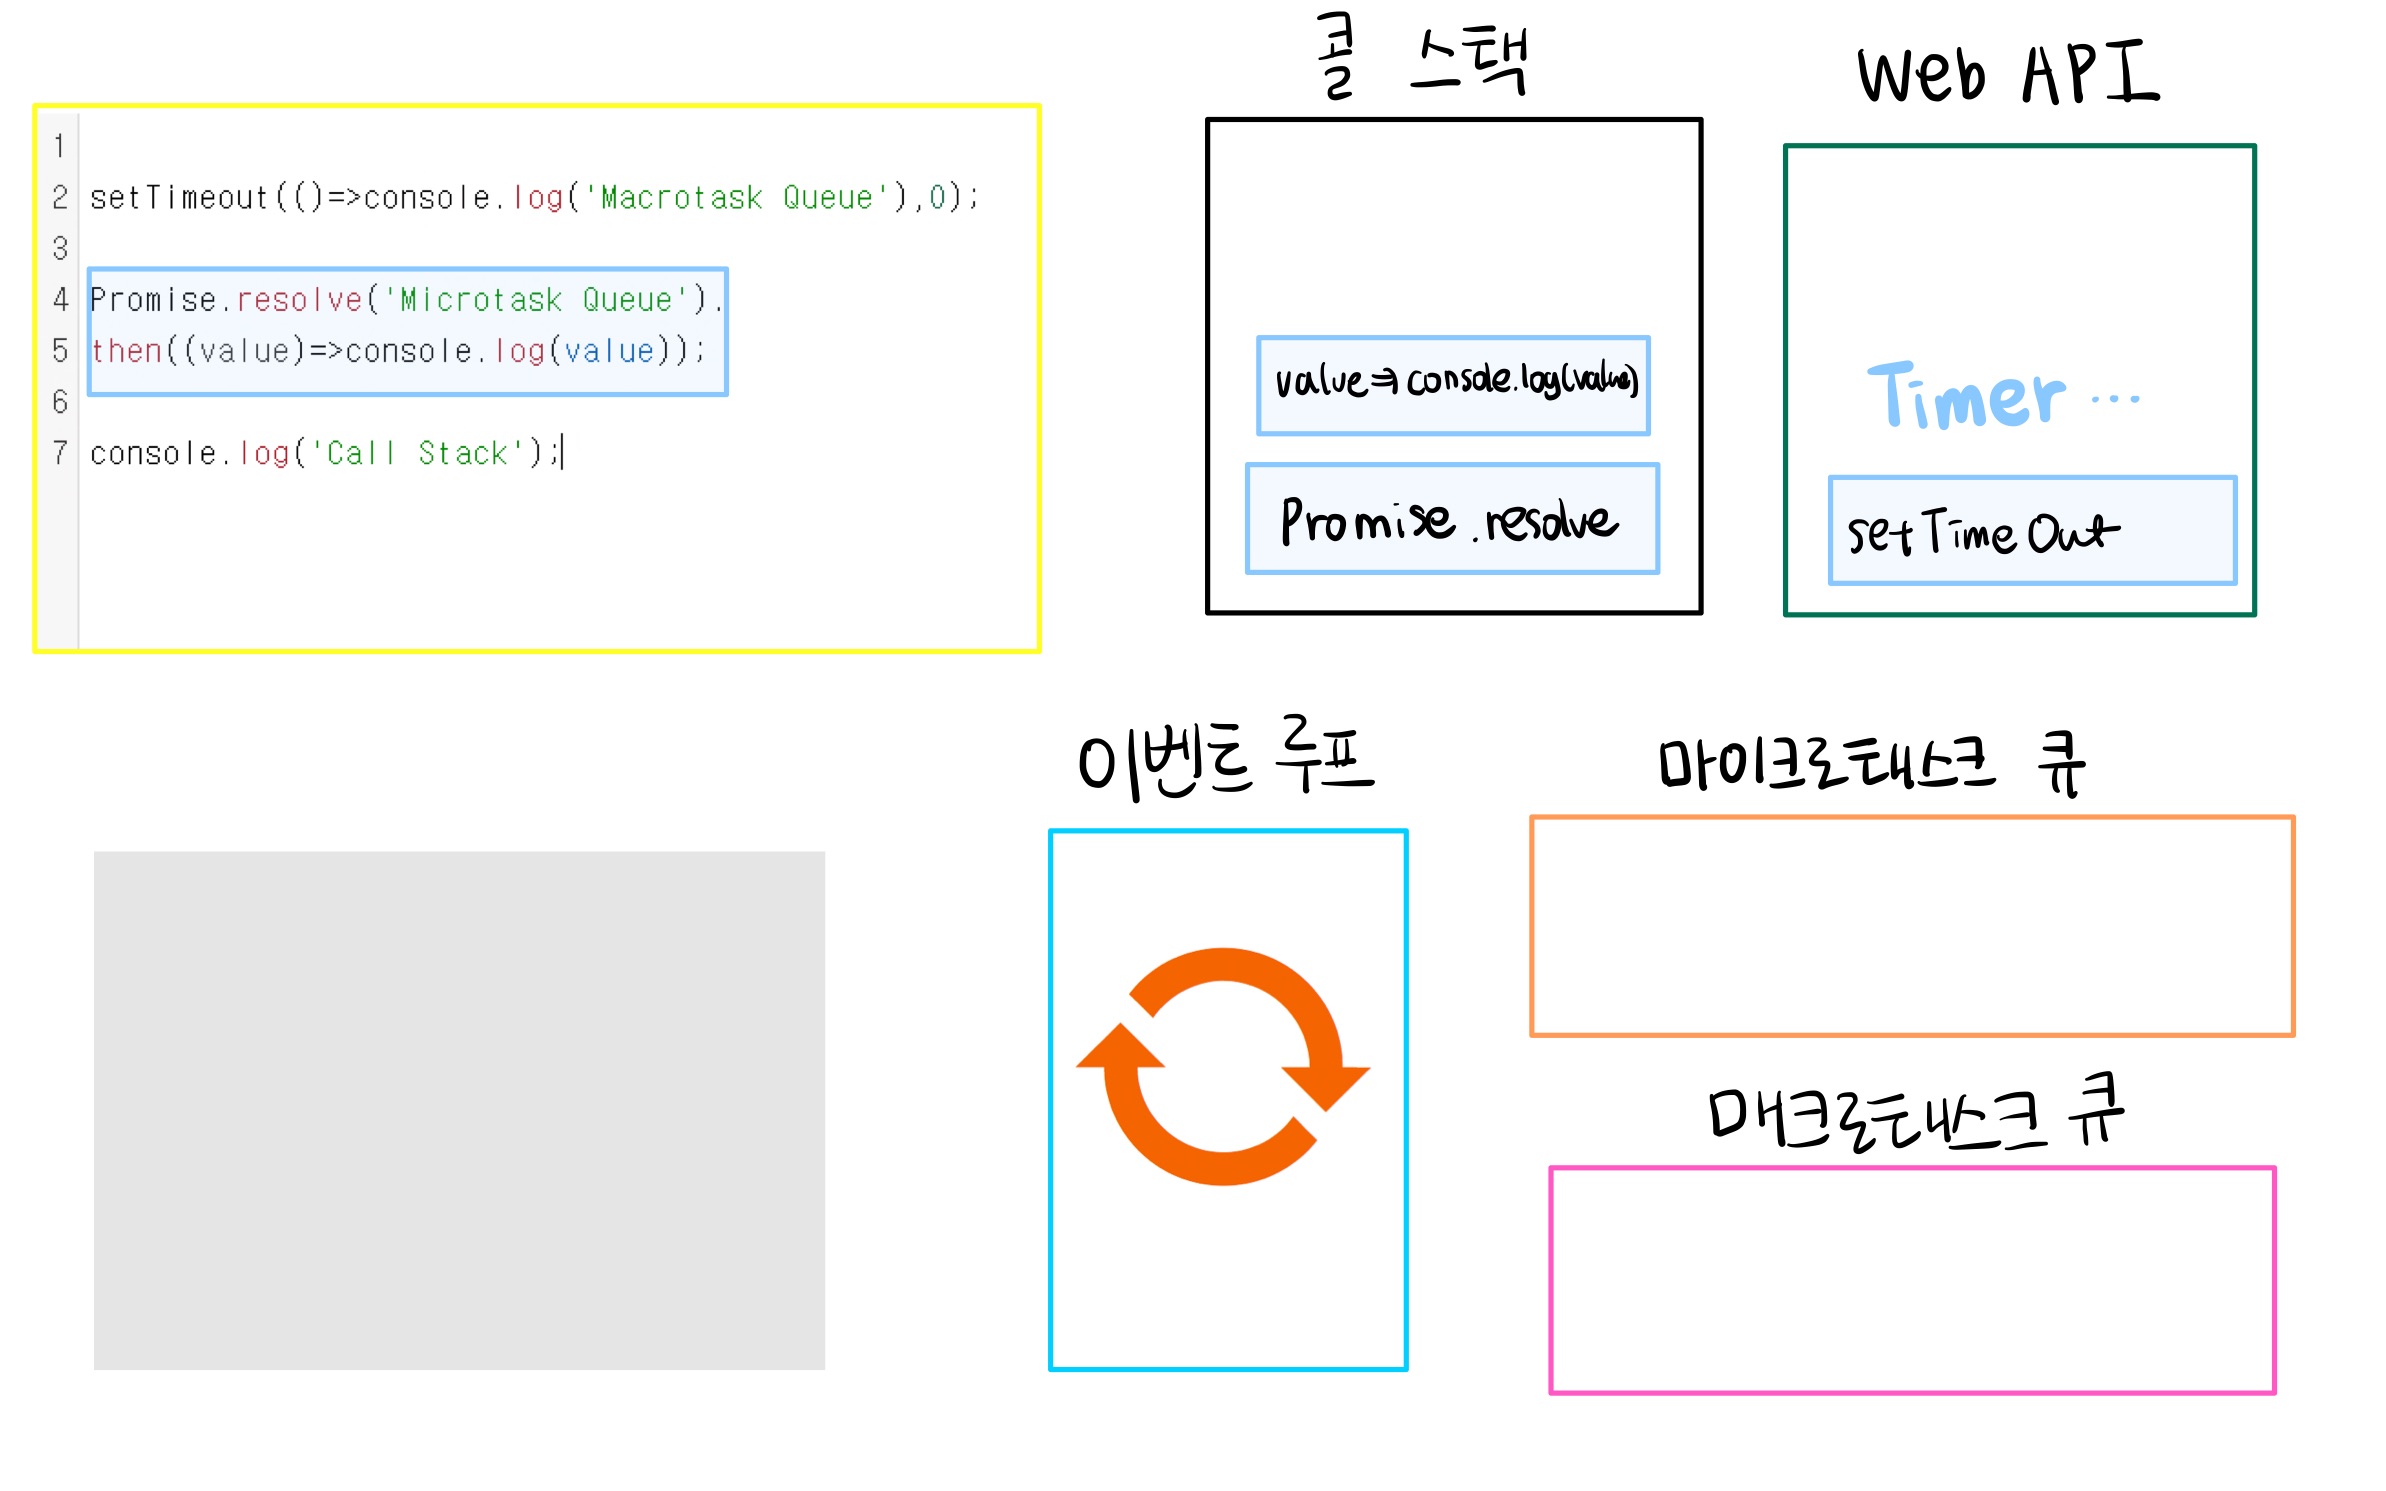 1
2 setTimeout(()=>console.log('Macrotask Queue'),0);
3
4 Promise.resolve('Microtask Queue').
5 then((value)=>console.log(value));
6
7 console.log('Call Stack');
콜 스택
value=>console.log(value)
Promise.resolve
Web API
Timer ...
setTimeOut
이벤트 루프
마이크로태스크 큐
매크로태스크 큐